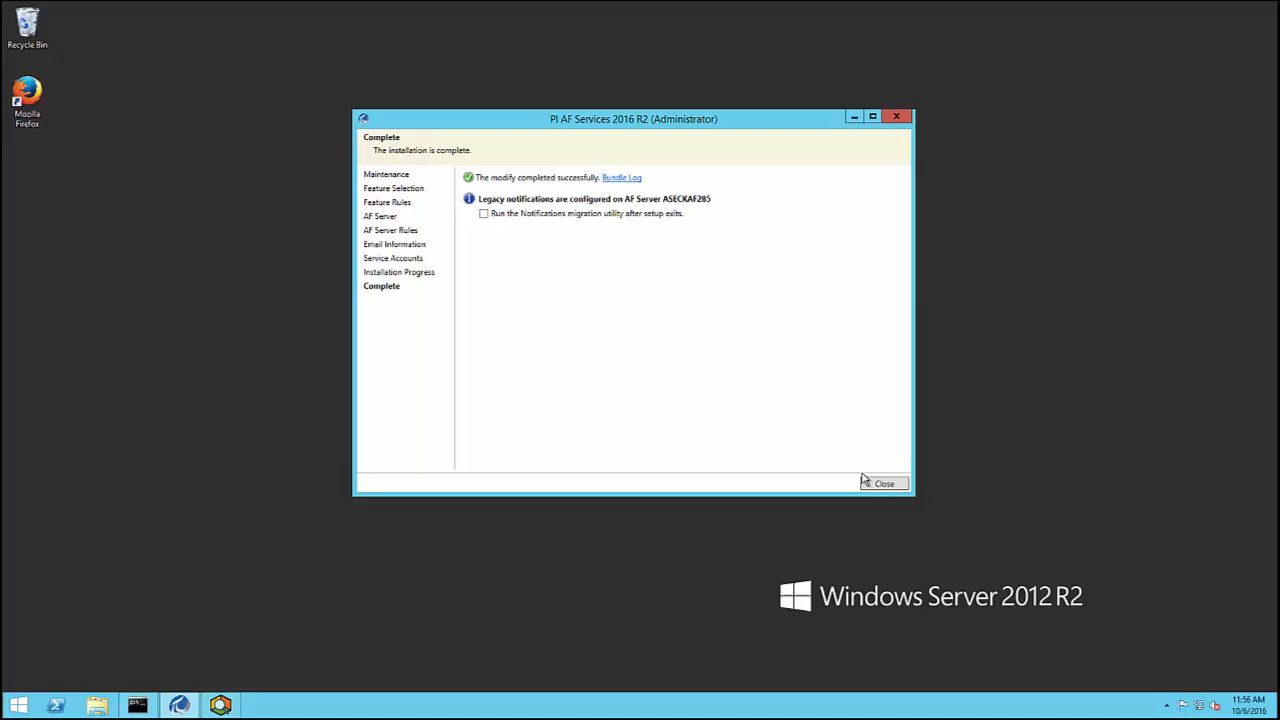 Recycle Bin
Mozilla
Firefox
PI AF Services 2016 R2 (Administrator)
Complete
The installation is complete.
Maintenance
Feature Selection
Feature Rules
AF Server
AF Server Rules
Email Information
Service Accounts
Installation Progress
Complete
The modify completed successfully. Bundle Log
Legacy notifications are configured on AF Server ASECKAF285
Run the Notifications migration utility after setup exits.
Close
Windows Server 2012 R2
11:56 AM
10/6/2016